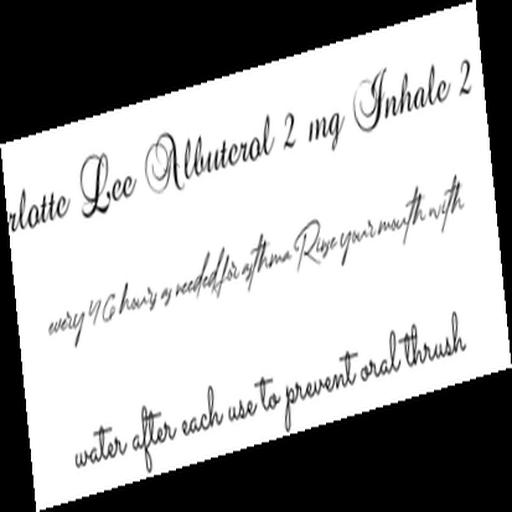 Lee Albuterol 2 mg Inhale 2
every 4 6 hours as needed for asthma Rinse your mouth with
water after each use to prevent oral thrush